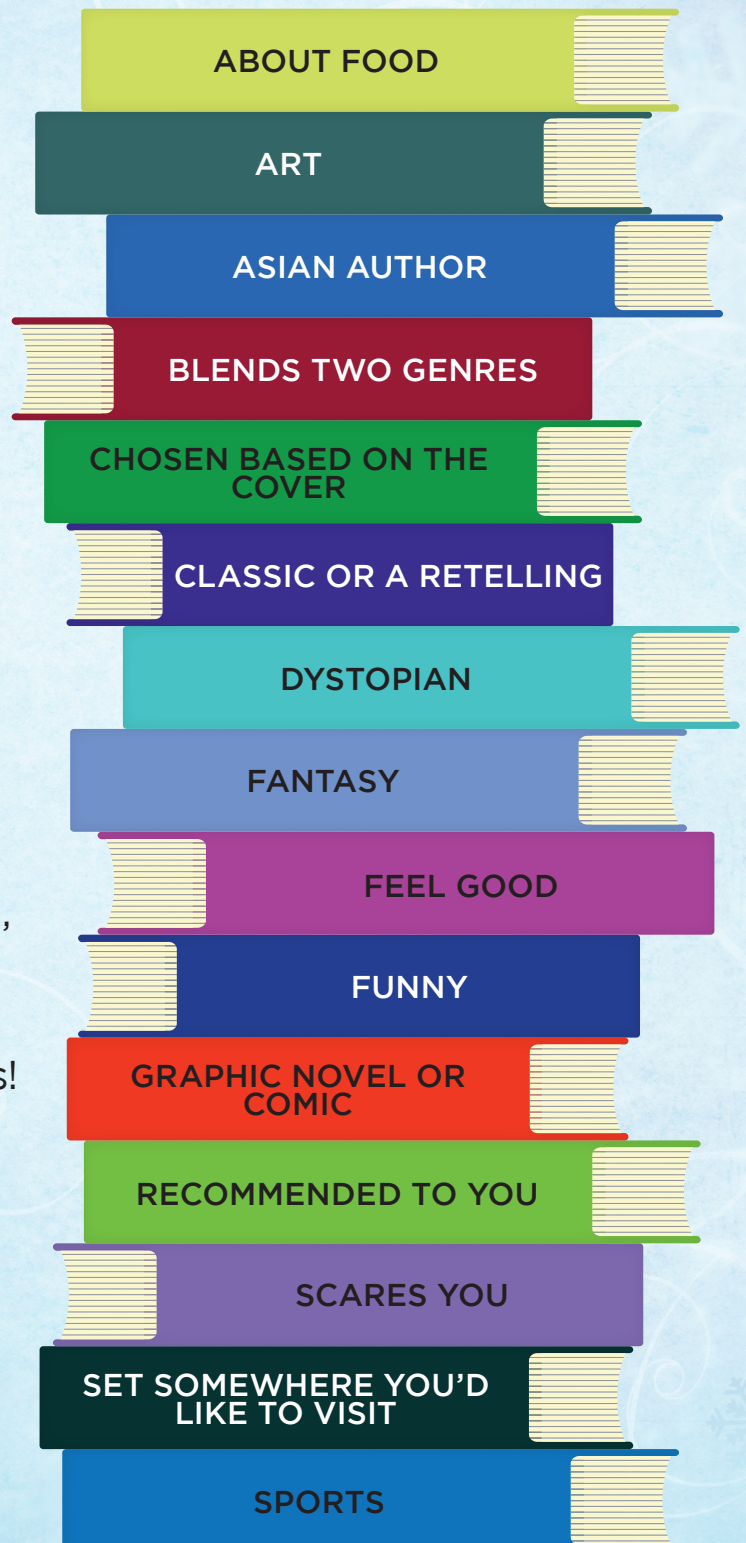 ABOUT FOOD
ART
ASIAN AUTHOR
BLENDS TWO GENRES
CHOSEN BASED ON THE
COVER
CLASSIC OR A RETELLING
DYSTOPIAN
FANTASY
FEEL GOOD
,
FUNNY
s!
GRAPHIC NOVEL OR
COMIC
RECOMMENDED TO YOU
SCARES YOU
SET SOMEWHERE YOU'D
LIKE TO VISIT
SPORTS